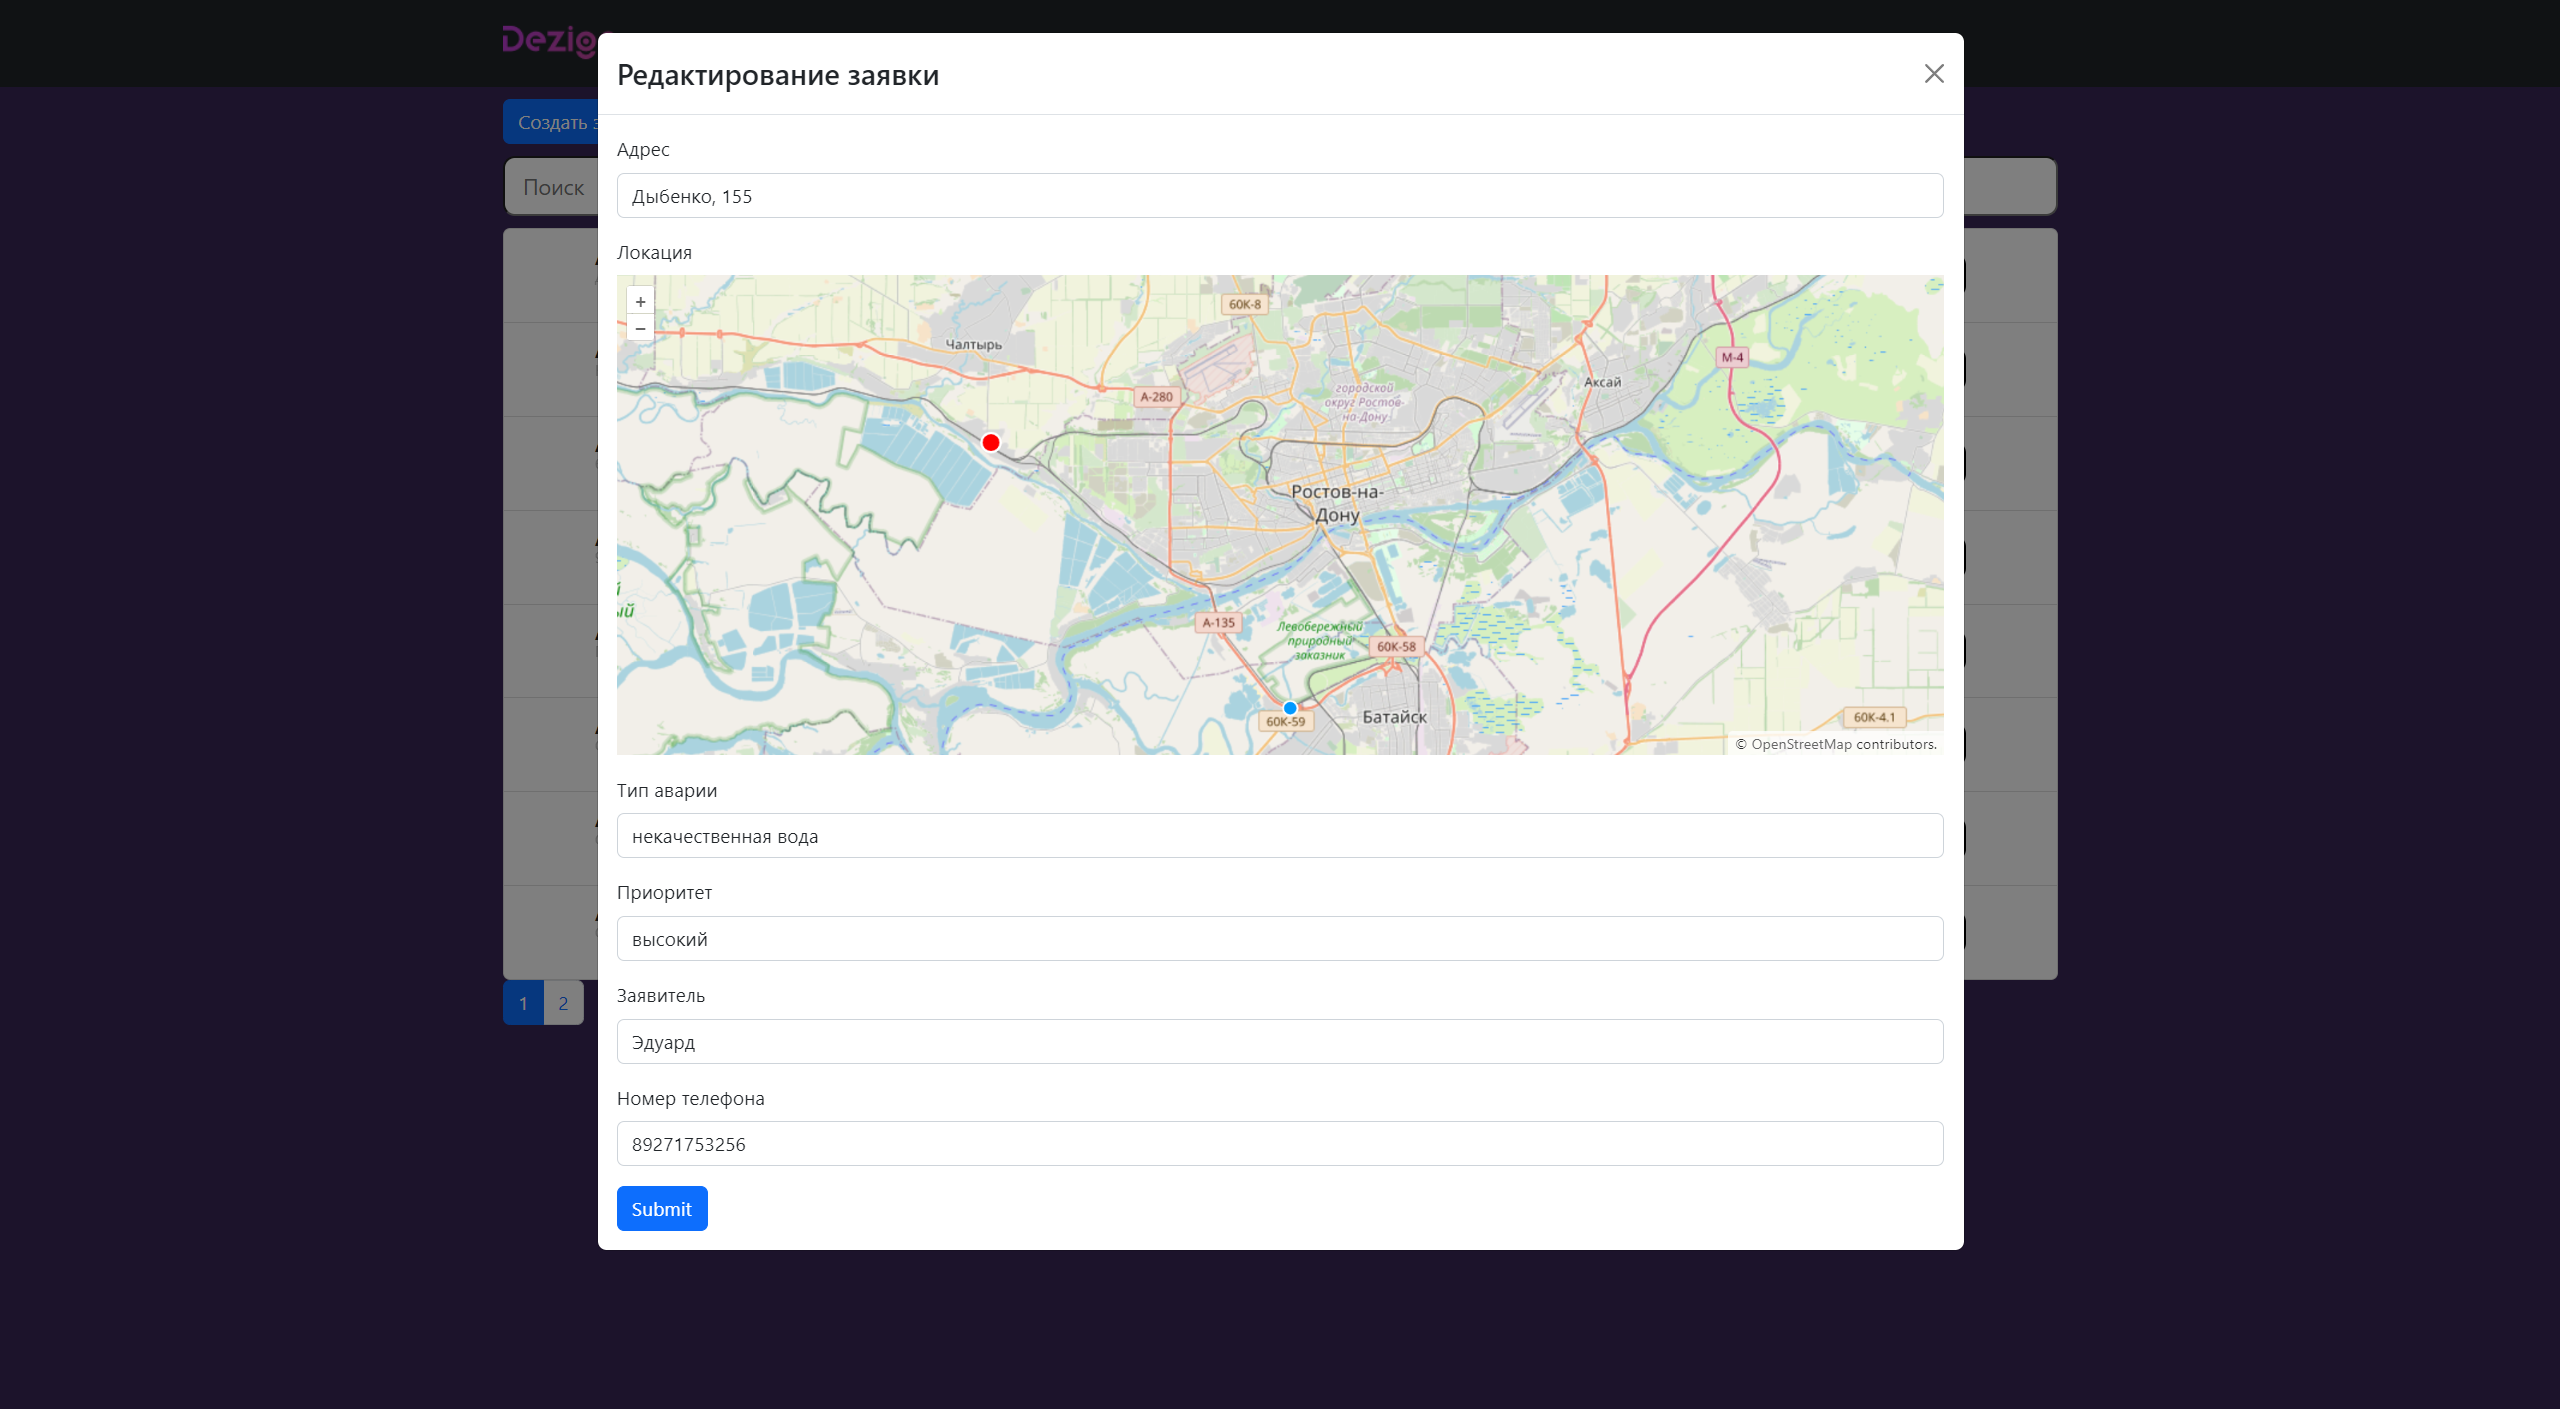 Редактирование заявки
Создать
Поиск
Адрес
Дыбенко, 155
Локация
+
−
60К-8
Чалтырь
М-4
А-280
городской
округ Ростов-
на-Дону
Аксай
Ростов-на-
Дону
А-135
Левобережный
природный
заказник
60К-58
60К-59
Батайск
60К-4.1
© OpenStreetMap contributors.
Тип аварии
некачественная вода
Приоритет
высокий
Заявитель
Эдуард
Номер телефона
89271753256
Submit
1 2